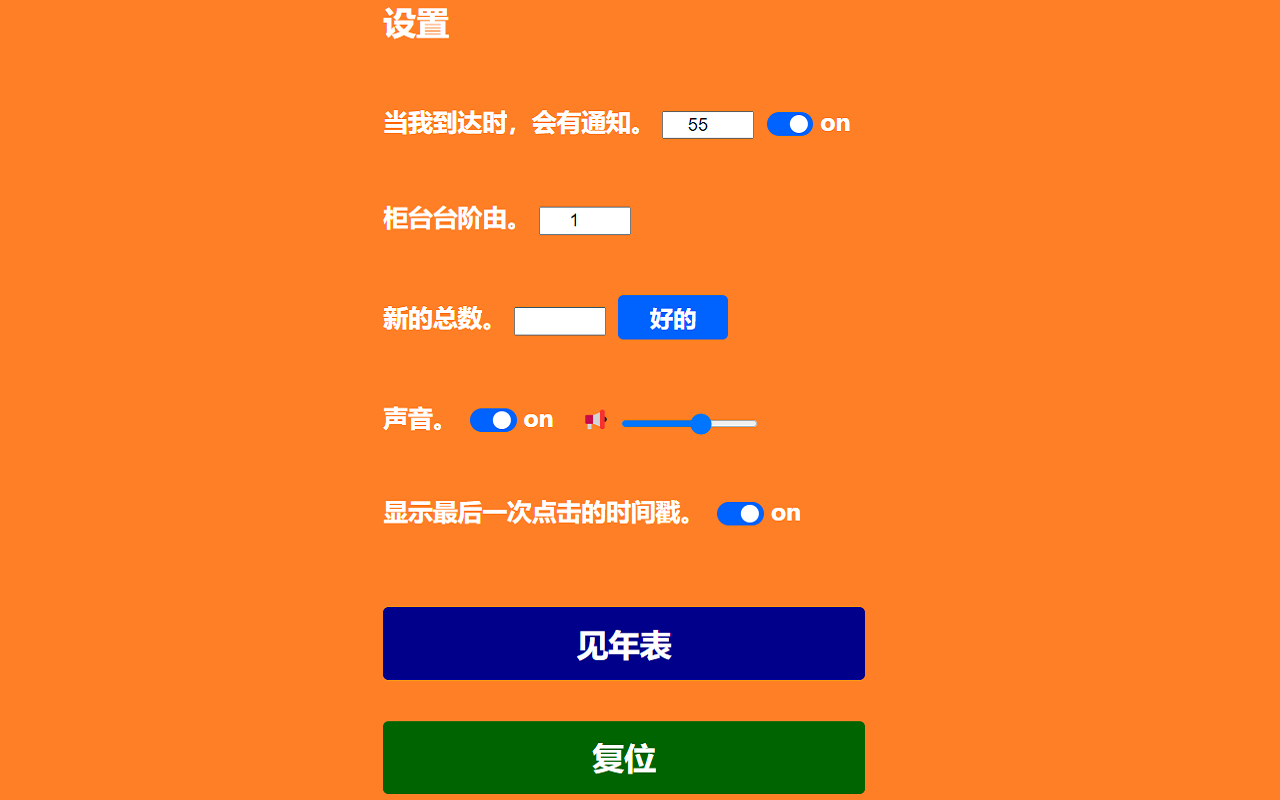 设置
当我到达时，会有通知。 55 on
柜台台阶由。 1
新的总数。 好的
声音。 on
显示最后一次点击的时间戳。 on
见年表
复位